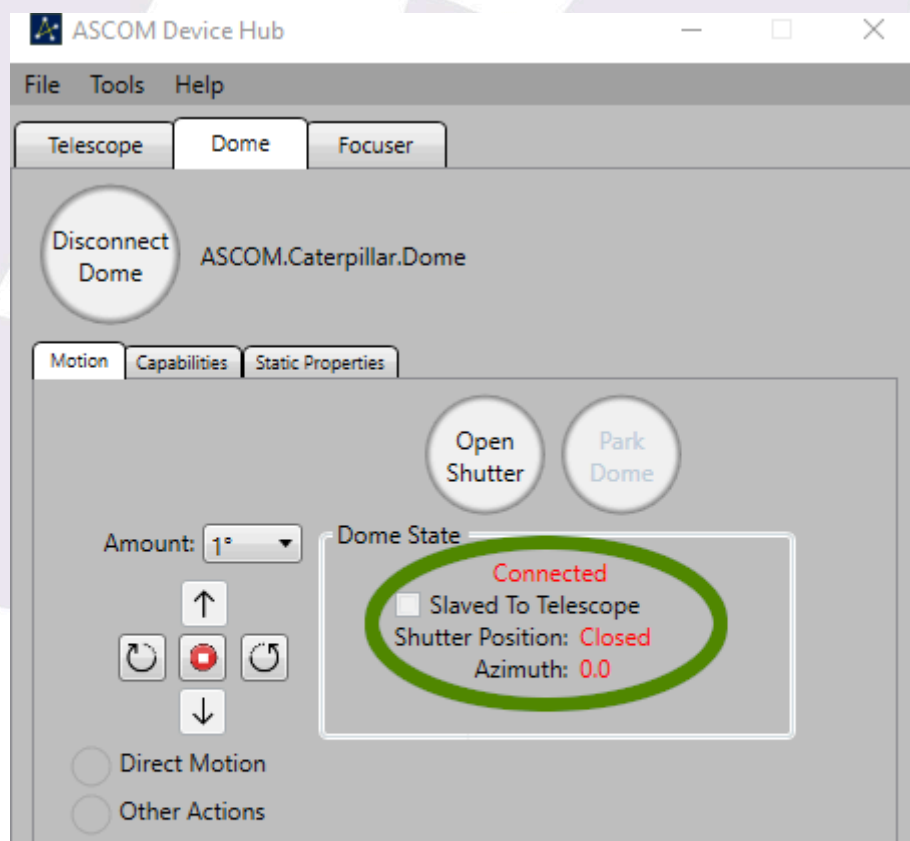 ASCOM Device Hub
File Tools Help
Telescope Dome Focuser
Disconnect
Dome
ASCOM.Caterpillar.Dome
Motion Capabilities Static Properties
Open
Shutter
Park
Dome
Amount: 1°
Dome State
Connected
Slaved To Telescope
Shutter Position: Closed
Azimuth: 0.0
Direct Motion
Other Actions